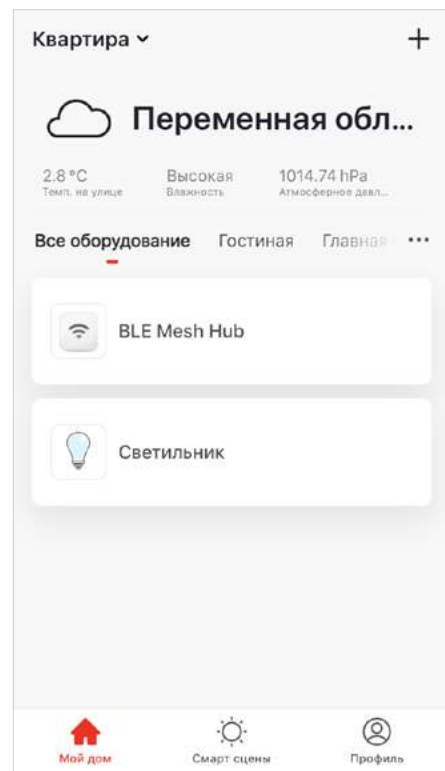 Квартира
Переменная обл...
2.8 °C Высокая 1014.74 hPa
Темп. на улице Влажность Атмосферное давл...
Все оборудование Гостиная Главная
BLE Mesh Hub
Светильник
Мой дом Смарт сцены Профиль